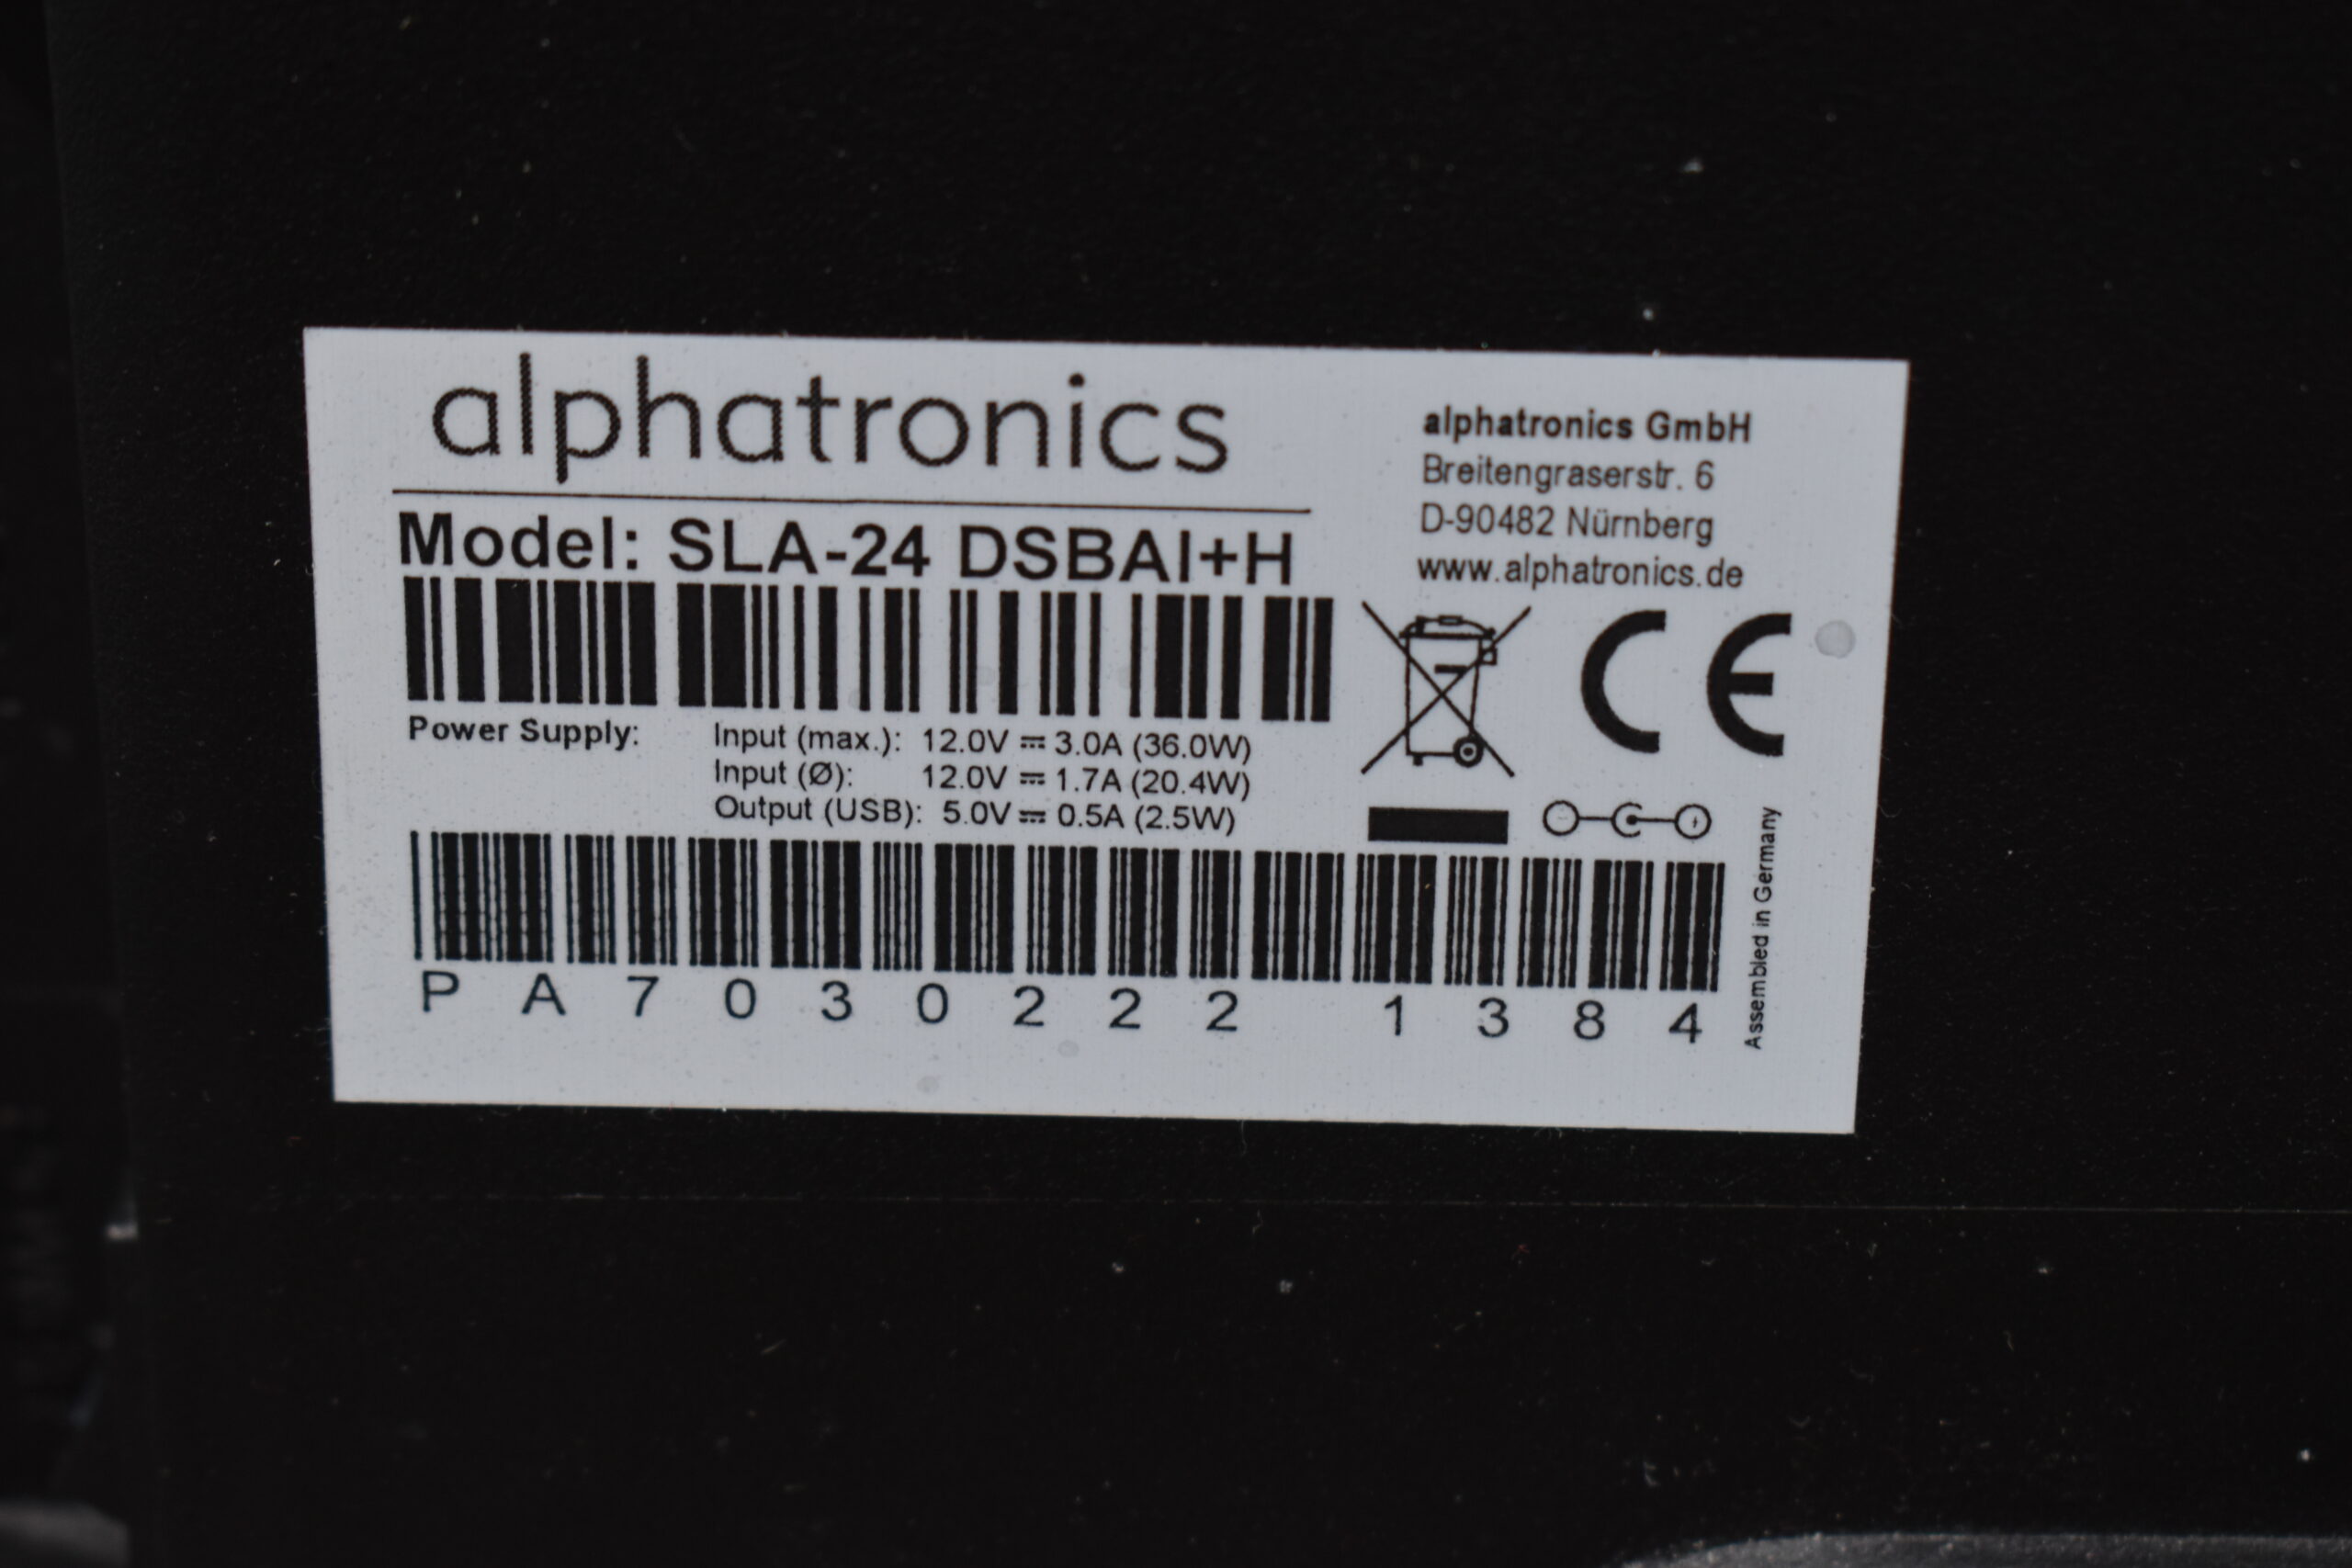 alphatronics
Model: SLA-24 DSBAI+H
alphatronics GmbH
Breitengraserstr. 6
D-90482 Nürnberg
www.alphatronics.de
CE
Power Supply: Input (max.): 12.0V ⎓ 3.0A (36.0W)
Input (Ø): 12.0V ⎓ 1.7A (20.4W)
Output (USB): 5.0V ⎓ 0.5A (2.5W)
PA7030222 1384
Assembled in Germany